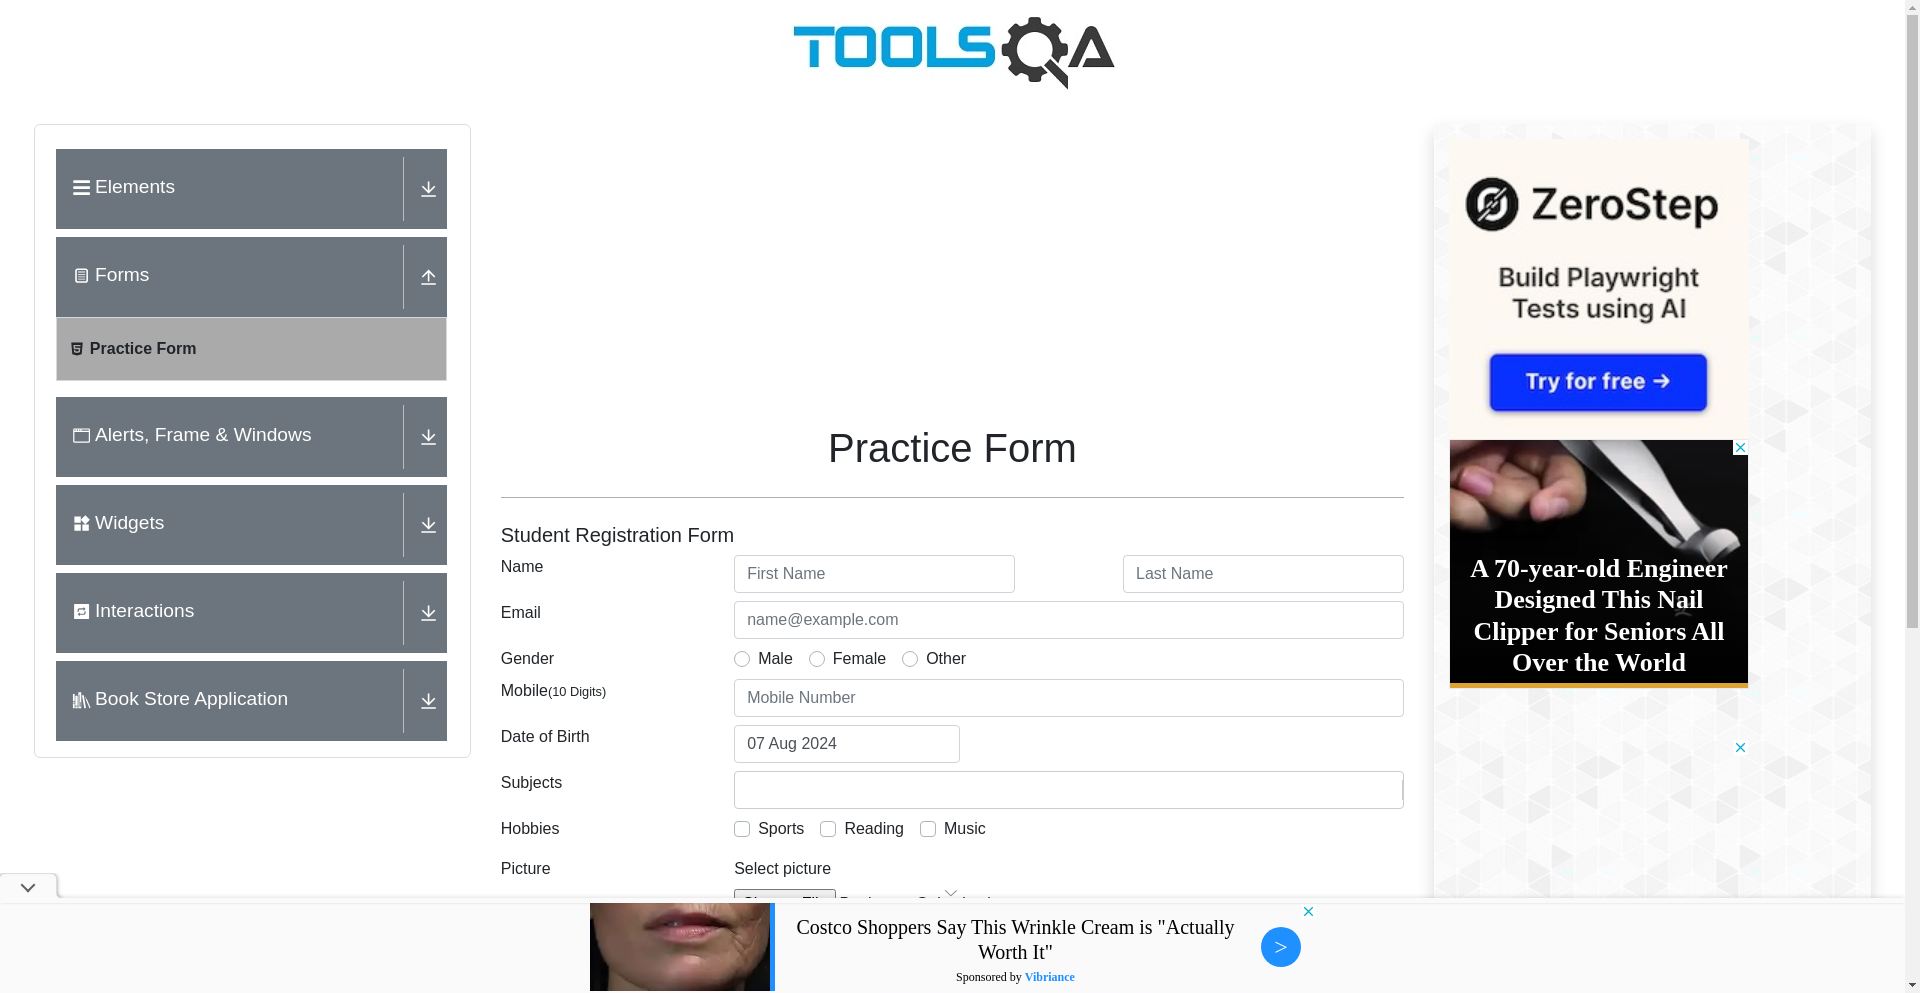 TOOLSQA
Elements
Forms
Practice Form
Alerts, Frame & Windows
Widgets
Interactions
Book Store Application
Practice Form
Student Registration Form
Name
First Name
Last Name
Email
name@example.com
Gender
Male
Female
Other
Mobile(10 Digits)
Mobile Number
Date of Birth
07 Aug 2024
Subjects
Hobbies
Sports
Reading
Music
Picture
Select picture
ZeroStep
Build Playwright
Tests using AI
Try for free →
A 70-year-old Engineer
Designed This Nail
Clipper for Seniors All
Over the World
Costco Shoppers Say This Wrinkle Cream is "Actually
Worth It"
Sponsored by Vibriance
>